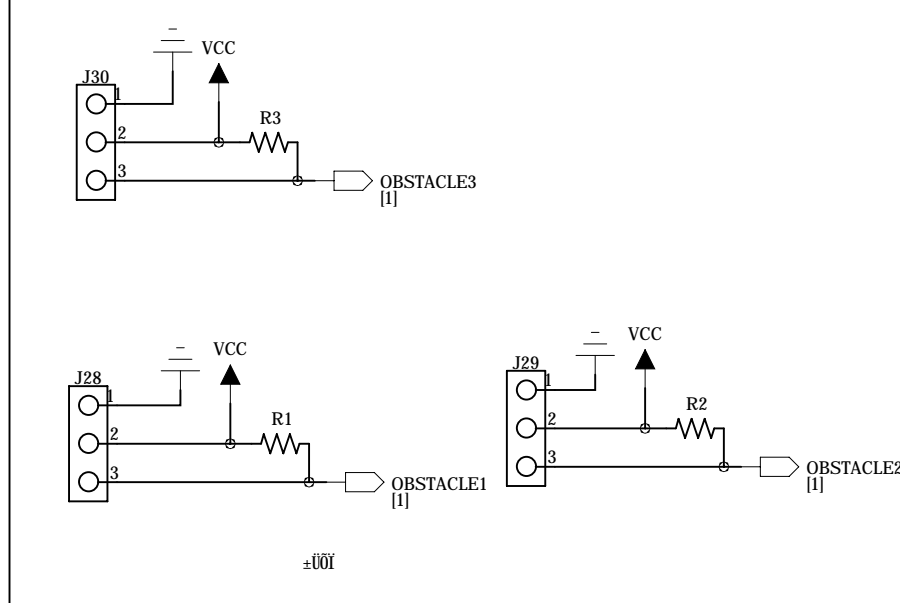 VCC
J30
1
R3
2
3
OBSTACLE3
[1]
VCC
J28
1
R1
2
3
OBSTACLE1
[1]
VCC
J29
1
R2
2
3
OBSTACLE2
[1]
±ÜÕÏ